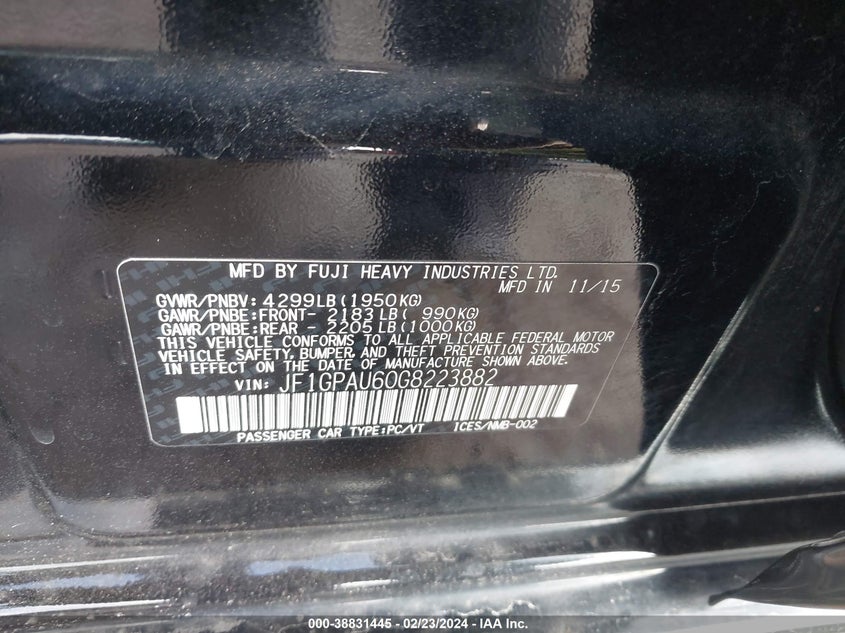 MFD BY FUJI HEAVY INDUSTRIES LTD.
MFD IN 11/15
GVWR/PNBV: 4299LB(1950KG)
GAWR/PNBE:FRONT- 2183LB( 990KG)
GAWR/PNBE:REAR - 2205LB(1000KG)
THIS VEHICLE CONFORMS TO ALL APPLICABLE FEDERAL MOTOR
VEHICLE SAFETY, BUMPER, AND THEFT PREVENTION STANDARDS
IN EFFECT ON THE DATE OF MANUFACTURE SHOWN ABOVE.
VIN: JF1GPAU60G8223882
PASSENGER CAR TYPE:PC/VT ICES/NMB-002
000-38831445 - 02/23/2024 - IAA Inc.